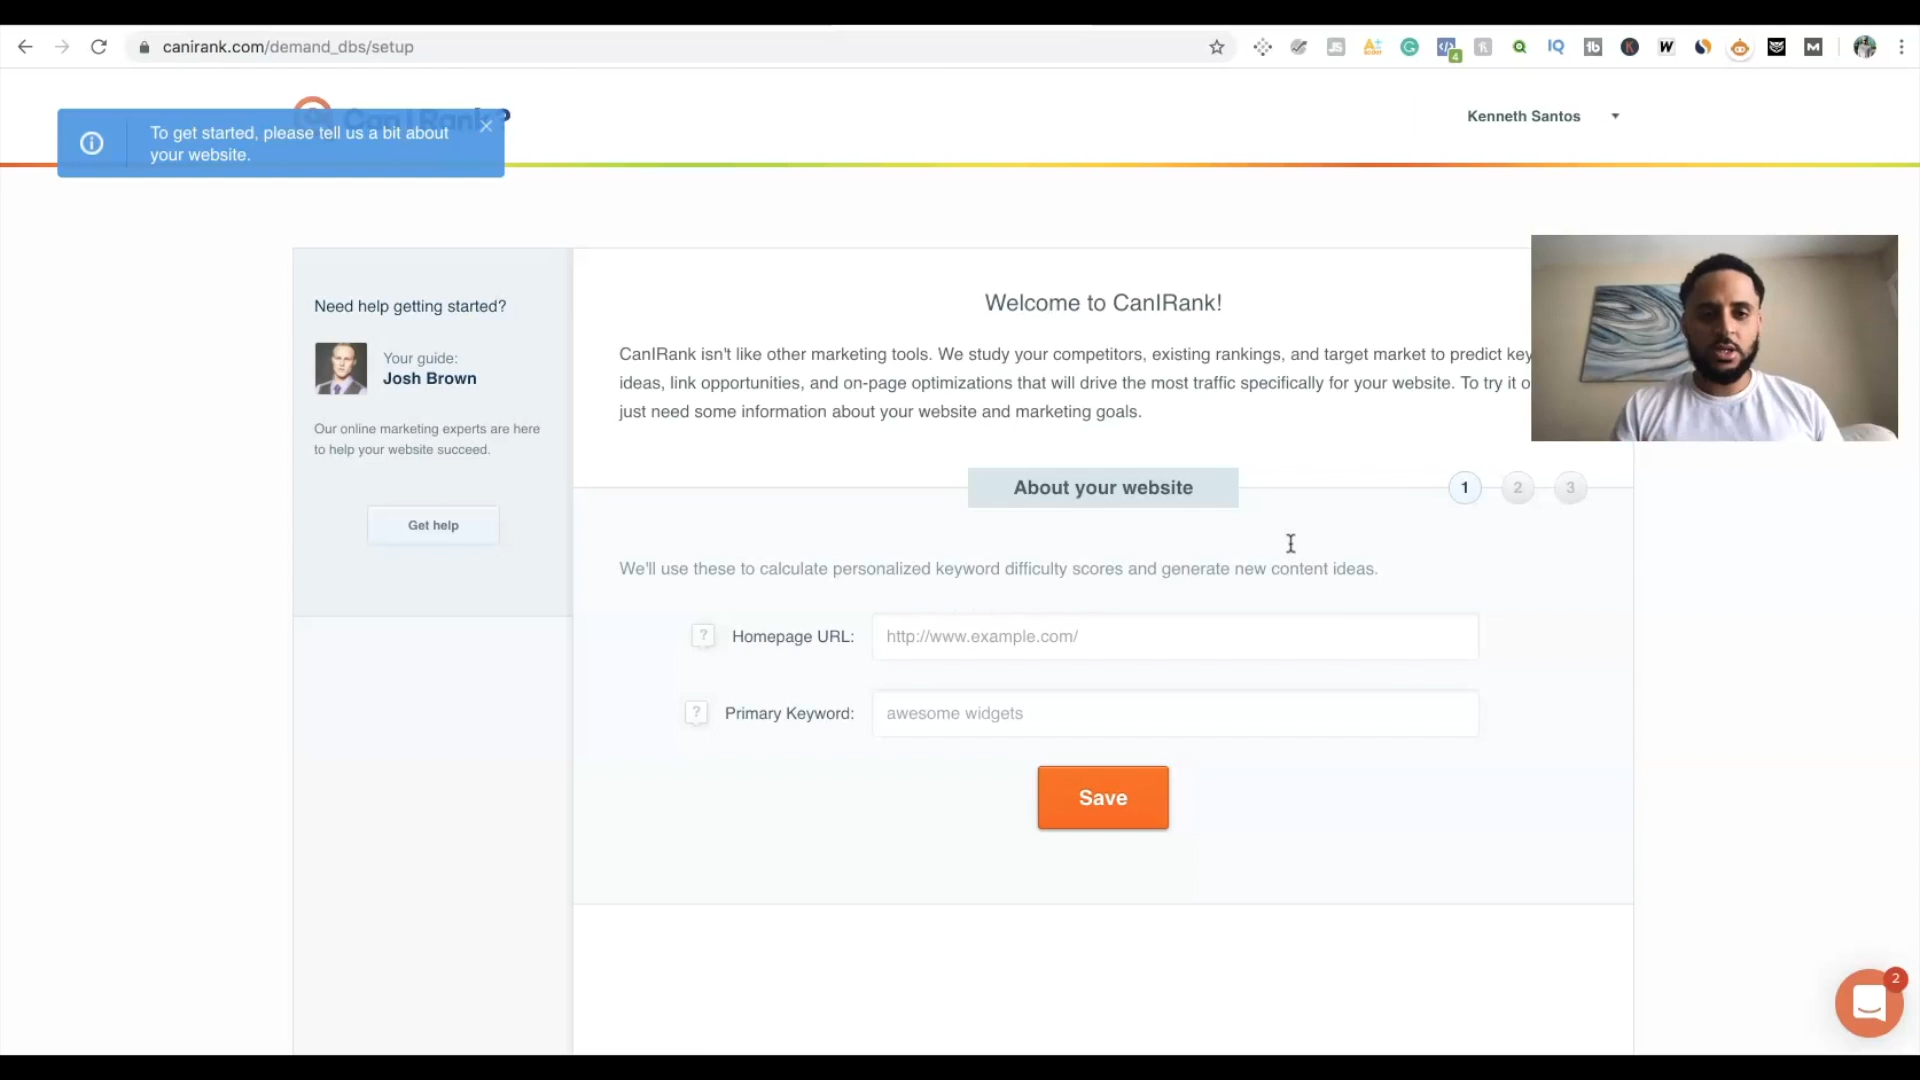 canirank.com/demand_dbs/setup
4
CanIRank?
Kenneth Santos
To get started, please tell us a bit about
your website.
Need help getting started?
Your guide:
Josh Brown
Our online marketing experts are here
to help your website succeed.
Get help
Welcome to CanIRank!
CanIRank isn't like other marketing tools. We study your competitors, existing rankings, and target market to predict key
ideas, link opportunities, and on-page optimizations that will drive the most traffic specifically for your website. To try it o
just need some information about your website and marketing goals.
About your website
1 2 3
We'll use these to calculate personalized keyword difficulty scores and generate new content ideas.
? Homepage URL: http://www.example.com/
? Primary Keyword: awesome widgets
Save
2